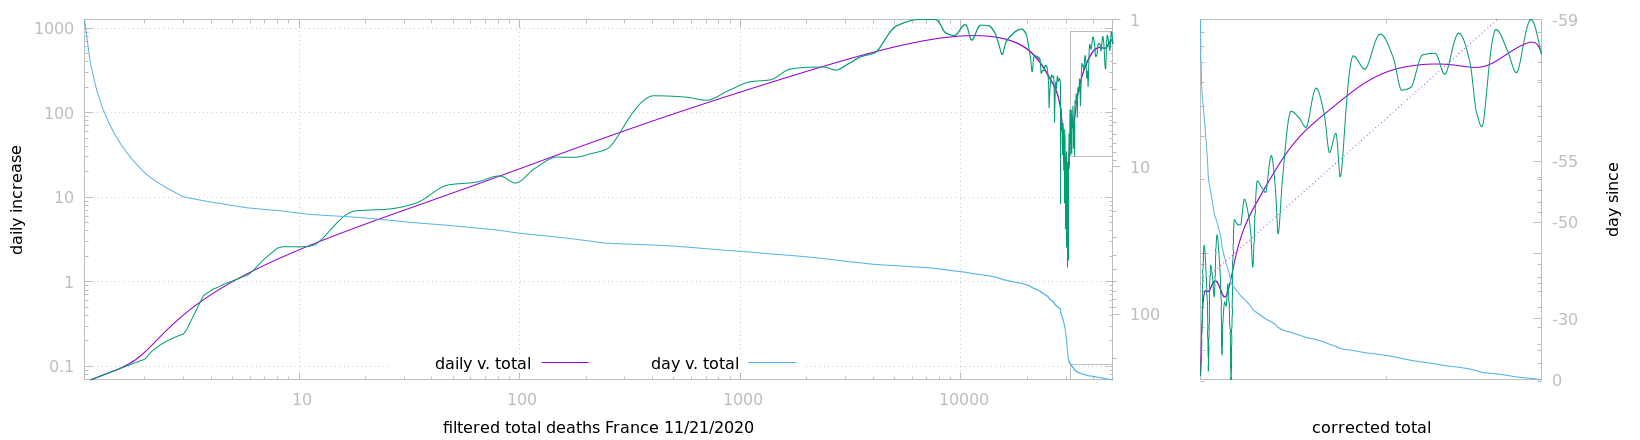 1000
100
10
1
0.1
daily increase
10
100
1000
10000
filtered total deaths France 11/21/2020
daily v. total
day v. total
1
10
100
-59
-55
-50
-30
0
day since
corrected total